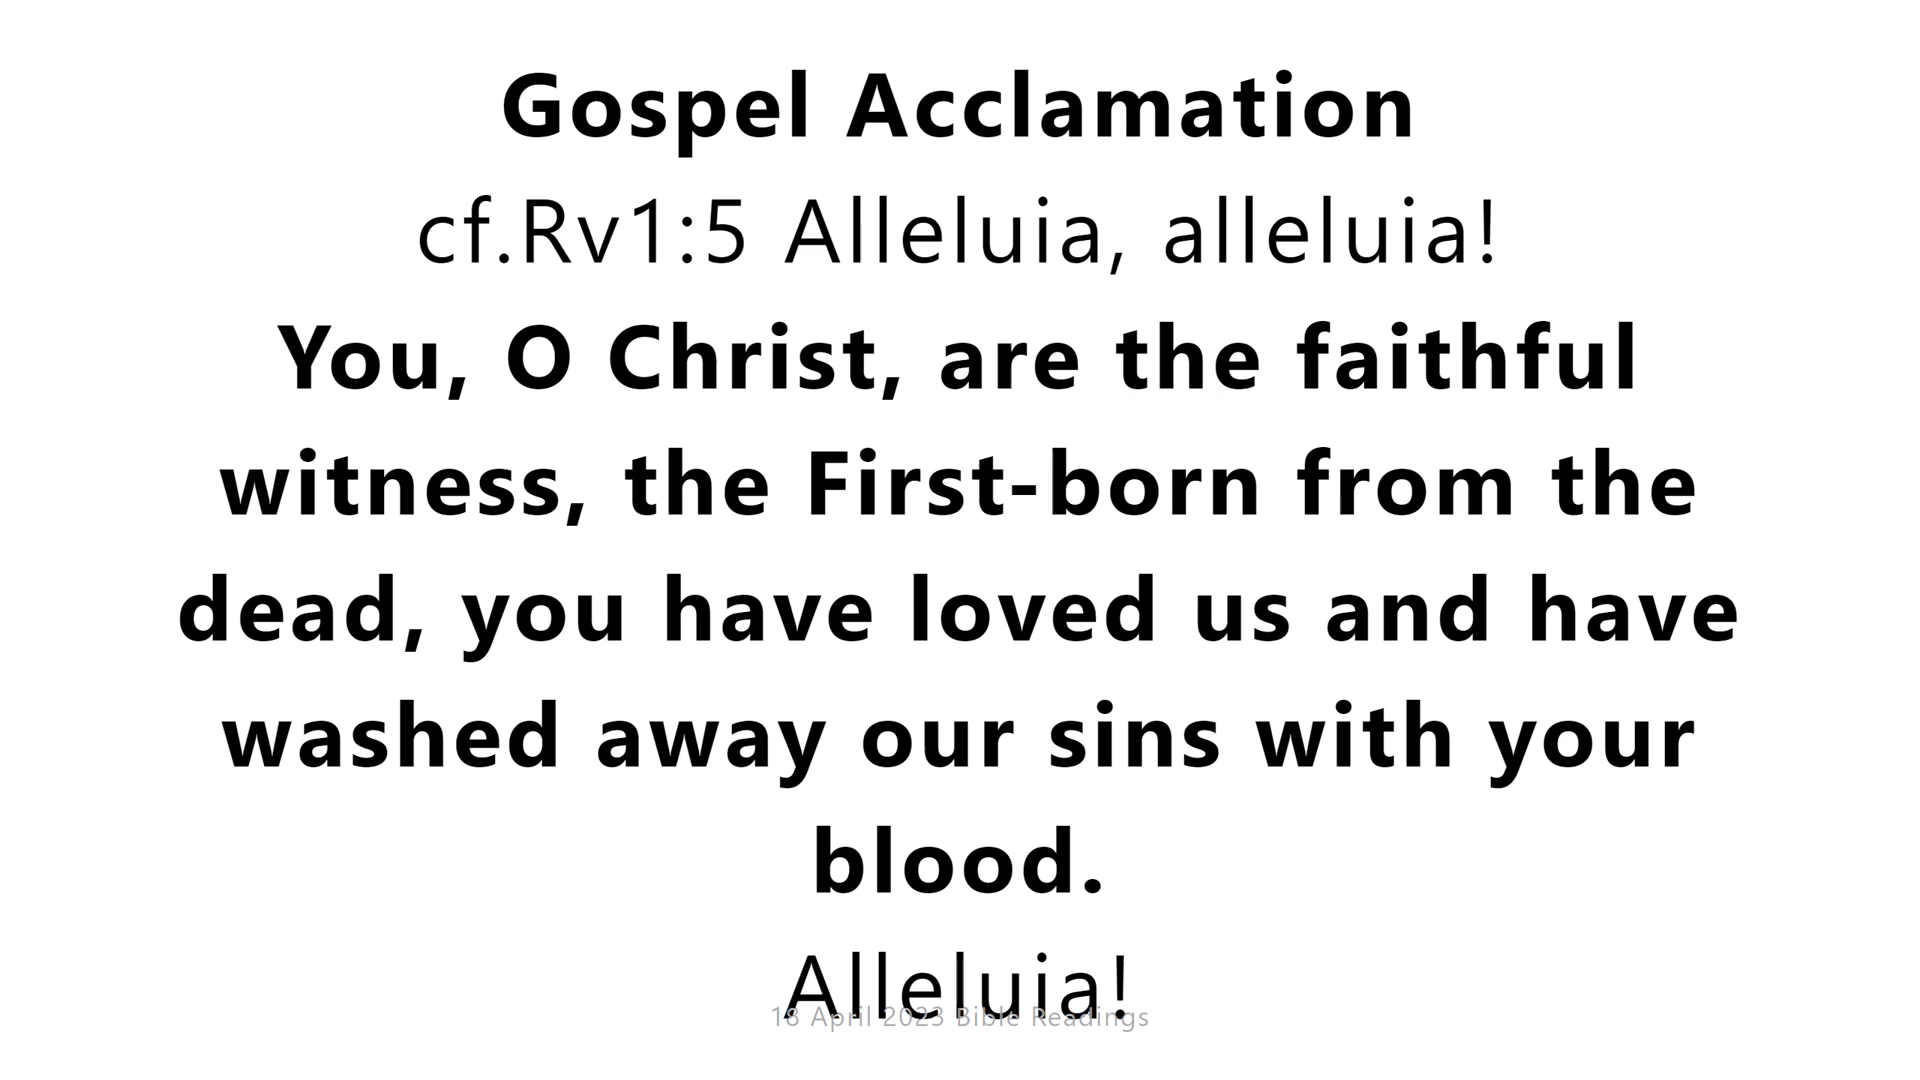 Gospel Acclamation
cf.Rv1:5 Alleluia, alleluia!
You, O Christ, are the faithful
witness, the First-born from the
dead, you have loved us and have
washed away our sins with your
blood.
Alleluia!
18 April 2023 Bible Readings